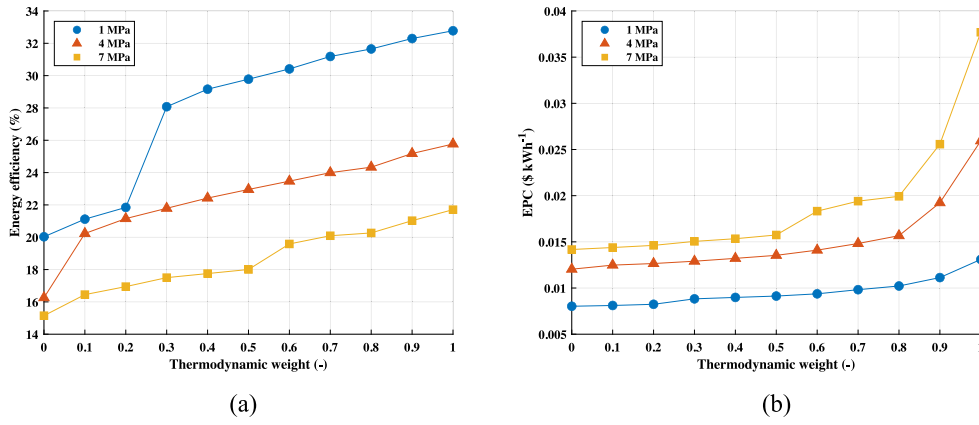 34
32
30
28
26
24
22
20
18
16
14
Energy efficiency (%)
1 MPa
4 MPa
7 MPa
0 0.1 0.2 0.3 0.4 0.5 0.6 0.7 0.8 0.9 1
Thermodynamic weight (-)
(a)
0.04
0.035
0.03
0.025
0.02
0.015
0.01
0.005
EPC ($ kWh⁻¹)
1 MPa
4 MPa
7 MPa
0 0.1 0.2 0.3 0.4 0.5 0.6 0.7 0.8 0.9 1
Thermodynamic weight (-)
(b)